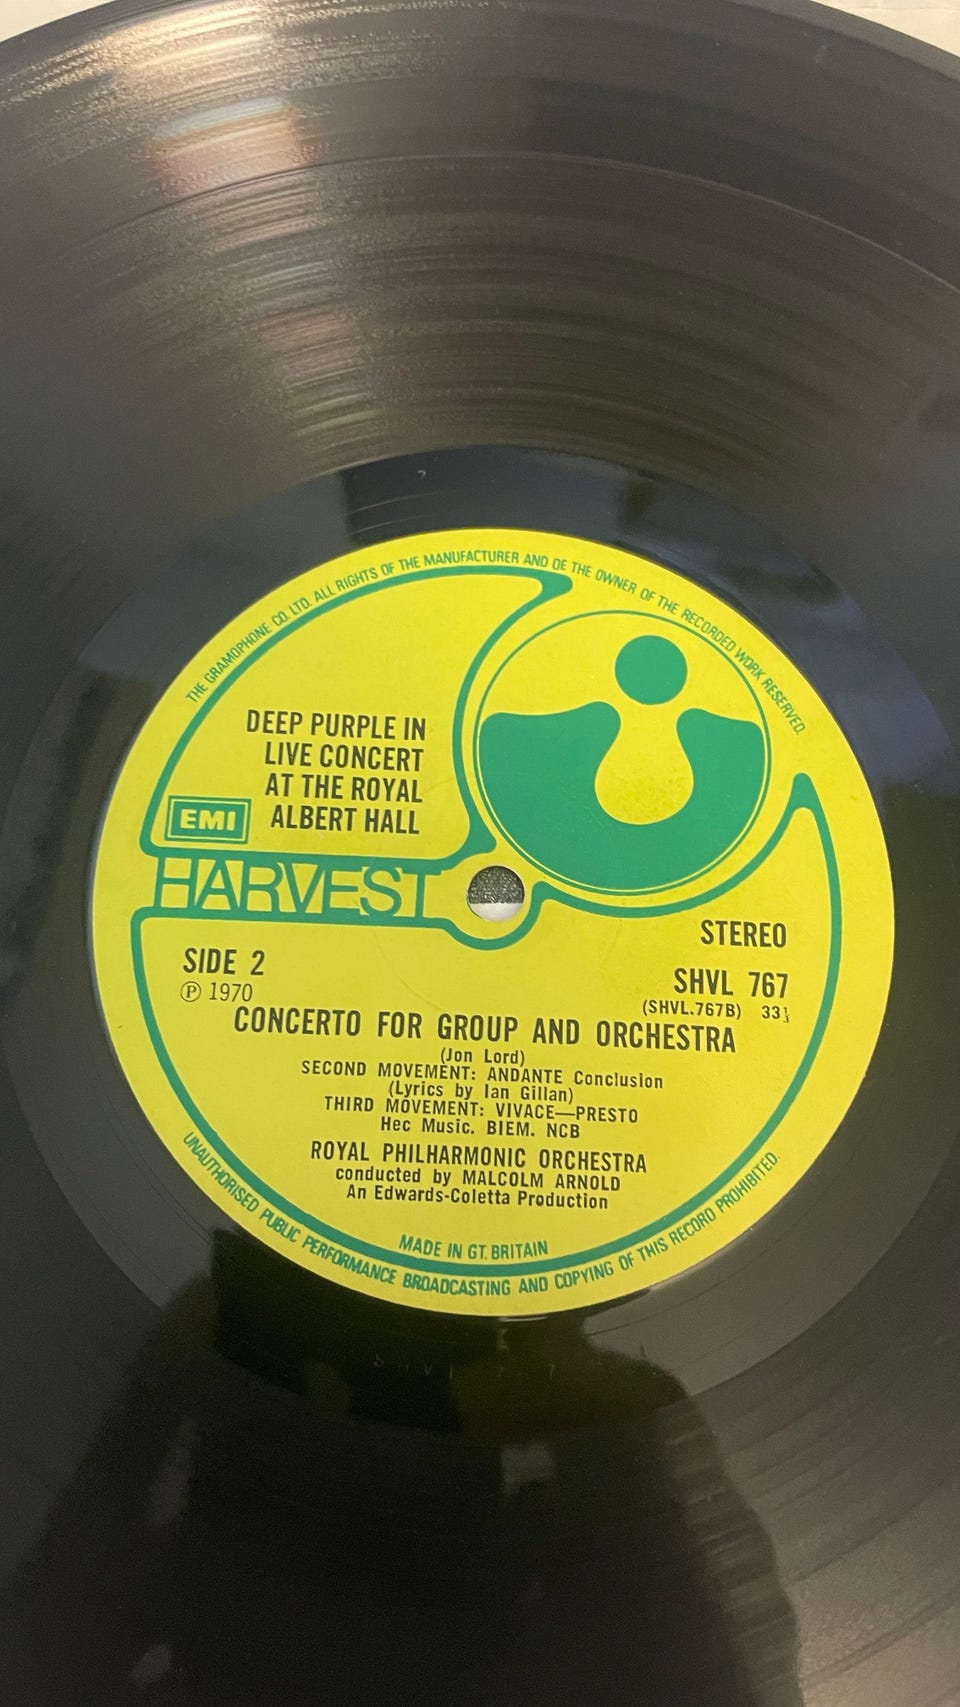 THE GRAMOPHONE CO. LTD. ALL RIGHTS OF THE MANUFACTURER AND OF THE OWNER OF THE RECORDED WORK RESERVED.
DEEP PURPLE IN
LIVE CONCERT
AT THE ROYAL
ALBERT HALL
EMI
HARVEST
STEREO
SIDE 2
SHVL 767
℗ 1970
(SHVL.767B) 33⅓
CONCERTO FOR GROUP AND ORCHESTRA
(Jon Lord)
SECOND MOVEMENT: ANDANTE Conclusion
(Lyrics by Ian Gillan)
THIRD MOVEMENT: VIVACE—PRESTO
Hec Music. BIEM. NCB
ROYAL PHILHARMONIC ORCHESTRA
conducted by MALCOLM ARNOLD
An Edwards-Coletta Production
MADE IN GT. BRITAIN
UNAUTHORISED PUBLIC PERFORMANCE BROADCASTING AND COPYING OF THIS RECORD PROHIBITED.